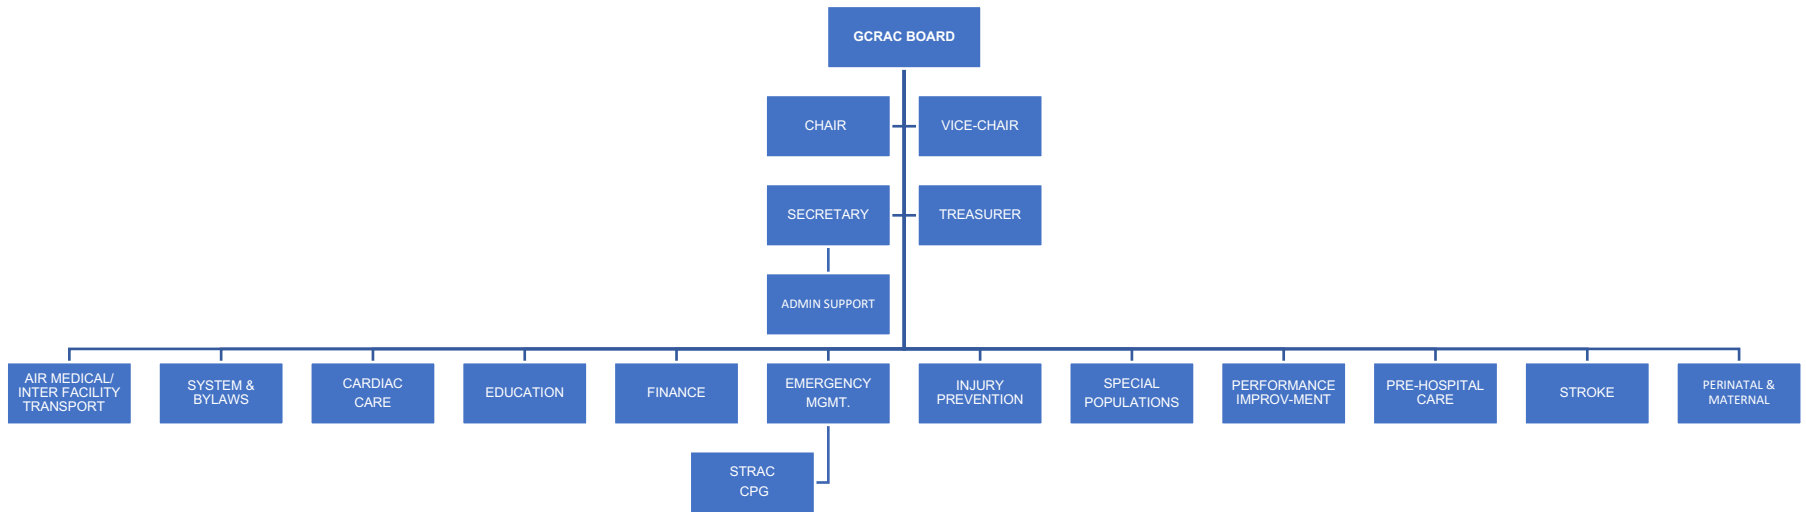 GCRAC BOARD
CHAIR
VICE-CHAIR
SECRETARY
TREASURER
ADMIN SUPPORT
AIR MEDICAL/
INTER FACILITY
TRANSPORT
SYSTEM &
BYLAWS
CARDIAC
CARE
EDUCATION
FINANCE
EMERGENCY
MGMT.
INJURY
PREVENTION
SPECIAL
POPULATIONS
PERFORMANCE
IMPROV-MENT
PRE-HOSPITAL
CARE
STROKE
PERINATAL &
MATERNAL
STRAC
CPG